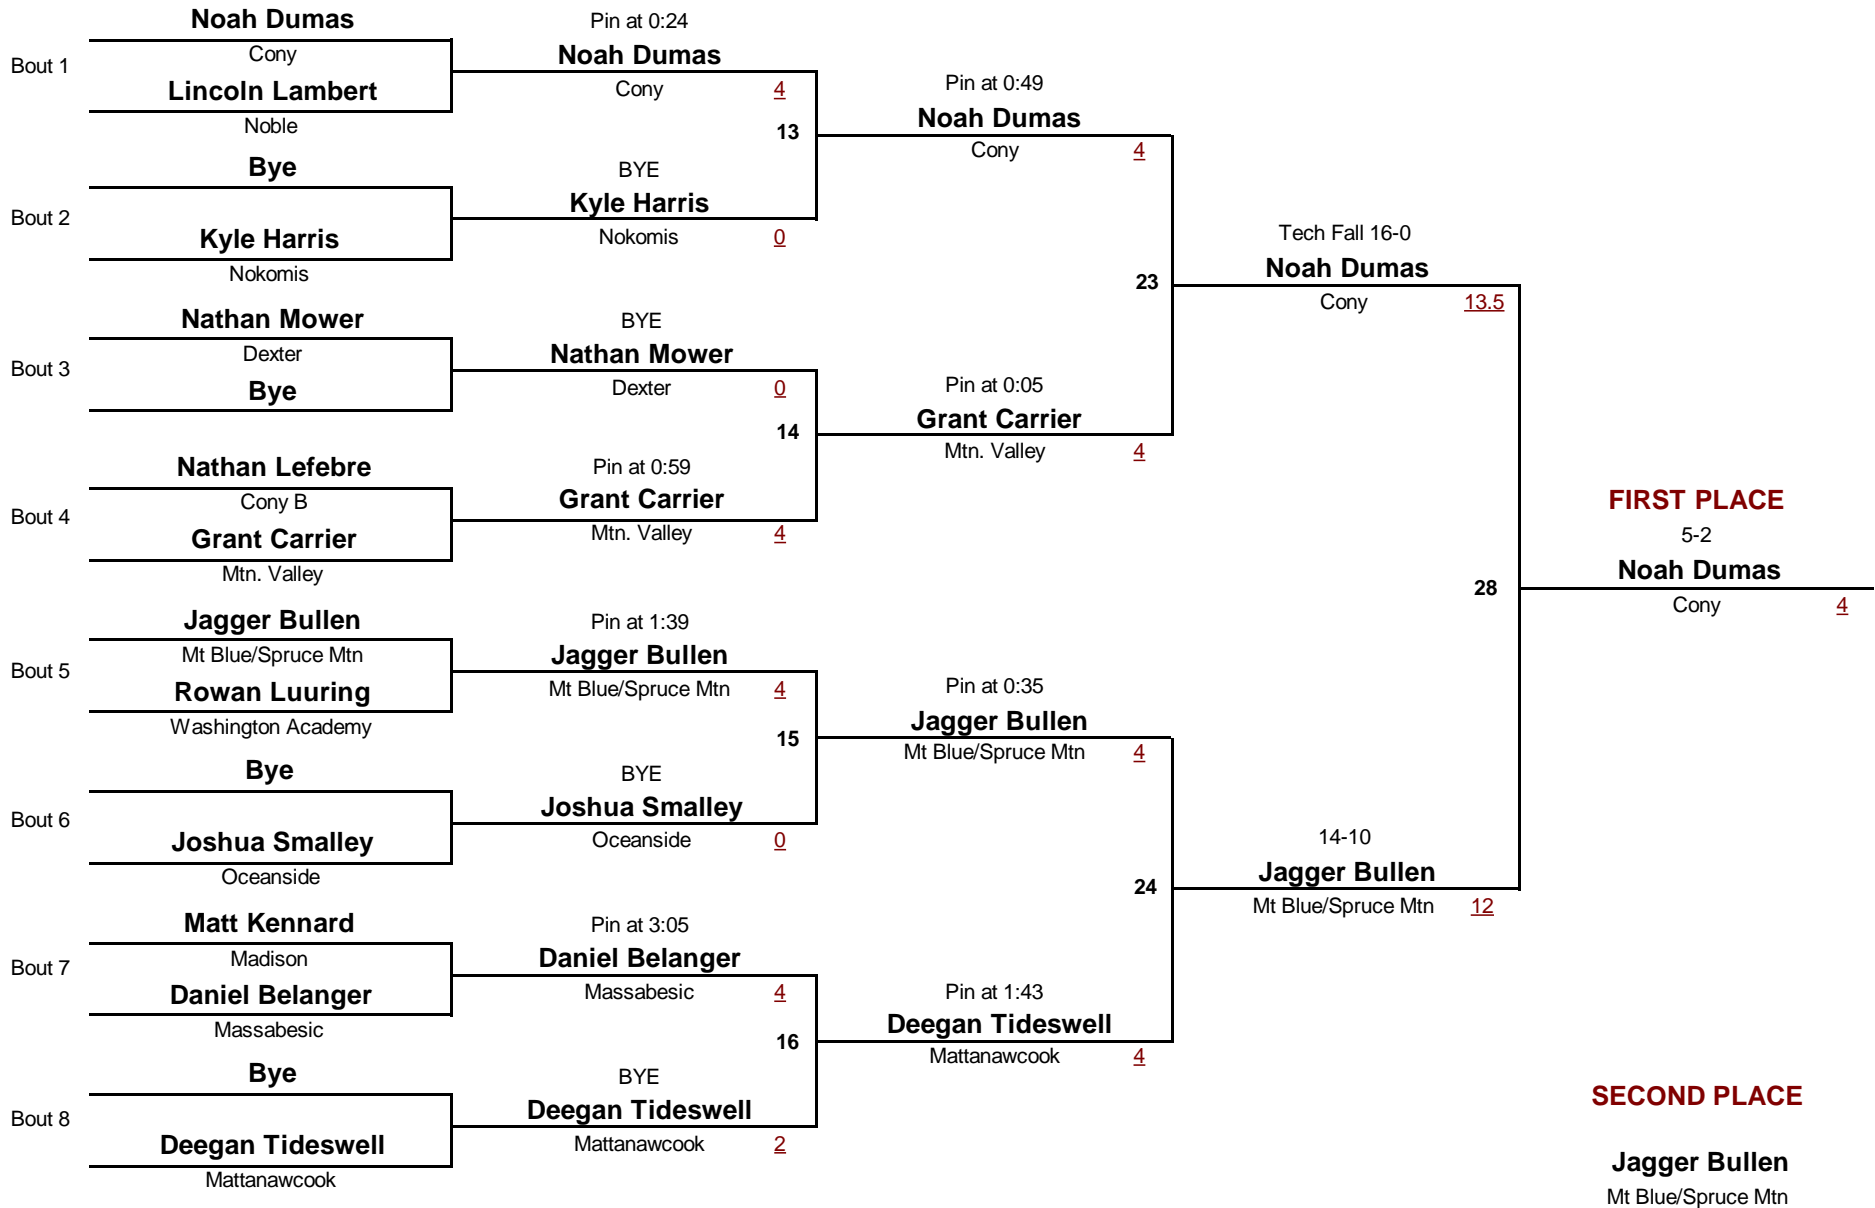 Noah Dumas
Bout 1
Cony
Lincoln Lambert
Noble
Bye
Bout 2
Kyle Harris
Nokomis
Nathan Mower
Bout 3
Dexter
Bye
Nathan Lefebre
Bout 4
Cony B
Grant Carrier
Mtn. Valley
Jagger Bullen
Bout 5
Mt Blue/Spruce Mtn
Rowan Luuring
Washington Academy
Bye
Bout 6
Joshua Smalley
Oceanside
Matt Kennard
Bout 7
Madison
Daniel Belanger
Massabesic
Bye
Bout 8
Deegan Tideswell
Mattanawcook
Pin at 0:24
Noah Dumas
Cony 4
13
BYE
Kyle Harris
Nokomis 0
BYE
Nathan Mower
Dexter 0
14
Pin at 0:59
Grant Carrier
Mtn. Valley 4
Pin at 1:39
Jagger Bullen
Mt Blue/Spruce Mtn 4
15
BYE
Joshua Smalley
Oceanside 0
Pin at 3:05
Daniel Belanger
Massabesic 4
16
BYE
Deegan Tideswell
Mattanawcook 2
Pin at 0:49
Noah Dumas
Cony 4
23
Pin at 0:05
Grant Carrier
Mtn. Valley 4
Pin at 0:35
Jagger Bullen
Mt Blue/Spruce Mtn 4
24
Pin at 1:43
Deegan Tideswell
Mattanawcook 4
Tech Fall 16-0
Noah Dumas
Cony 13.5
28
14-10
Jagger Bullen
Mt Blue/Spruce Mtn 12
FIRST PLACE
5-2
Noah Dumas
Cony 4
SECOND PLACE
Jagger Bullen
Mt Blue/Spruce Mtn